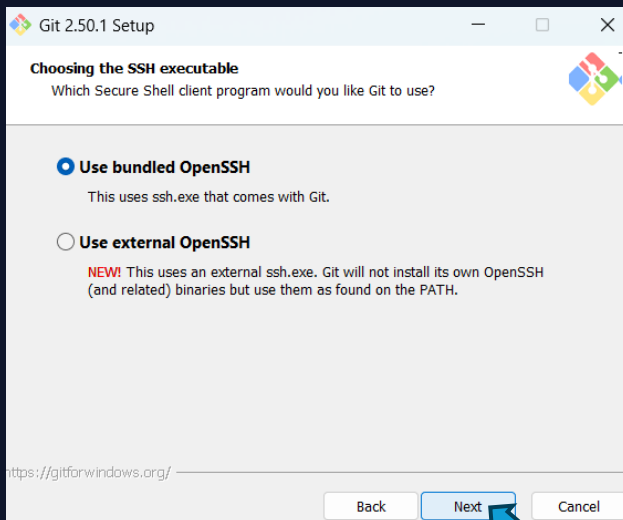 Git 2.50.1 Setup
Choosing the SSH executable
Which Secure Shell client program would you like Git to use?
Use bundled OpenSSH
This uses ssh.exe that comes with Git.
Use external OpenSSH
NEW! This uses an external ssh.exe. Git will not install its own OpenSSH
(and related) binaries but use them as found on the PATH.
https://gitforwindows.org/
Back Next Cancel